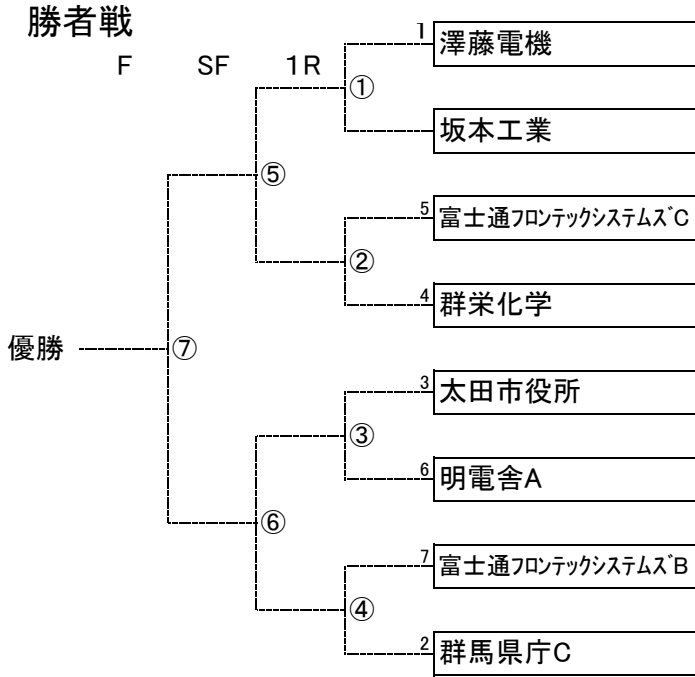 勝者戦
F SF 1R
1 澤藤電機
①
坂本工業
⑤
5 富士通フロンテックシステムズC
②
4 群栄化学
優勝 ⑦
3 太田市役所
③
6 明電舎A
⑥
7 富士通フロンテックシステムズB
④
2 群馬県庁C